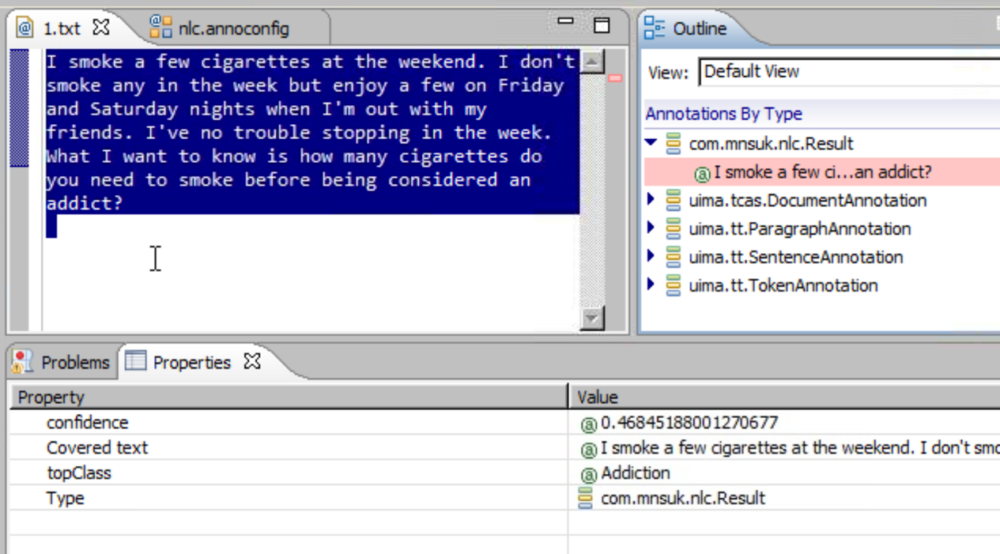 1.txt nlc.annoconfig
I smoke a few cigarettes at the weekend. I don't
smoke any in the week but enjoy a few on Friday
and Saturday nights when I'm out with my
friends. I've no trouble stopping in the week.
What I want to know is how many cigarettes do
you need to smoke before being considered an
addict?
Outline
View: Default View
Annotations By Type
com.mnsuk.nlc.Result
I smoke a few ci...an addict?
uima.tcas.DocumentAnnotation
uima.tt.ParagraphAnnotation
uima.tt.SentenceAnnotation
uima.tt.TokenAnnotation
Problems Properties
Property Value
confidence 0.46845188001270677
Covered text I smoke a few cigarettes at the weekend. I don't smo
topClass Addiction
Type com.mnsuk.nlc.Result